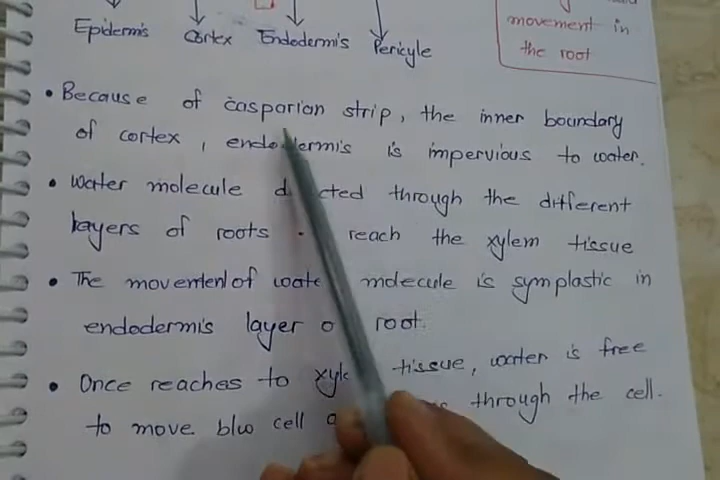 Epidermis Cortex Endodermis Pericyle
movement in
the root
• Because of casparian strip, the inner boundary
of cortex, endodermis is impervious to water.
• Water molecule through the different
layers of roots reach the xylem tissue
• The movement of molecule is symplastic in
endodermis layer root.
• Once reaches to tissue, water is free
to move b/w cell through the cell.